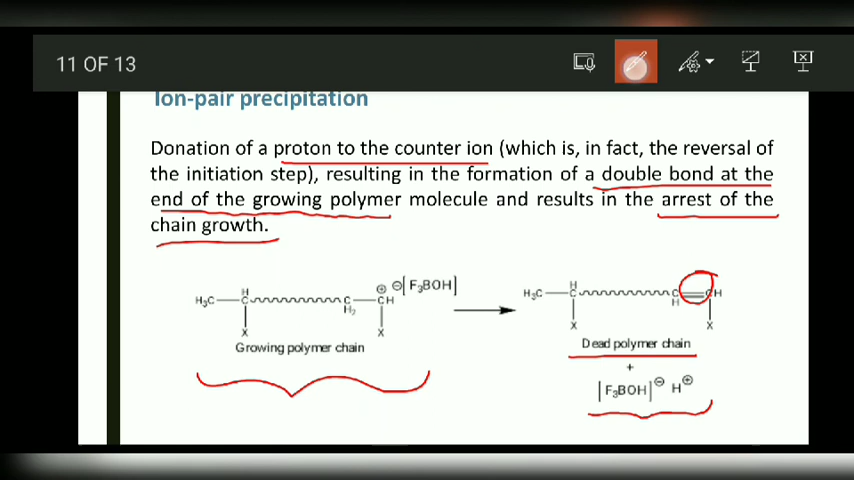 11 OF 13
Ion-pair precipitation
Donation of a proton to the counter ion (which is, in fact, the reversal of
the initiation step), resulting in the formation of a double bond at the
end of the growing polymer molecule and results in the arrest of the
chain growth.
H ⊕ ⊖[F₃BOH]
H₃C—C C—CH
H₂
X X
Growing polymer chain
H
H₃C—C C=CH
H
X X
Dead polymer chain
+
[F₃BOH]⊖ H⊕